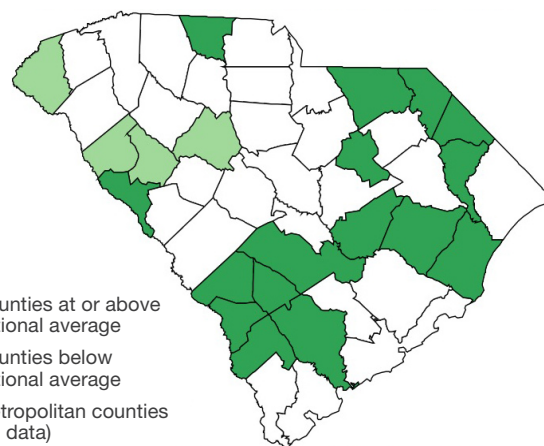 unties at or above
tional average
unties below
tional average
tropolitan counties
data)